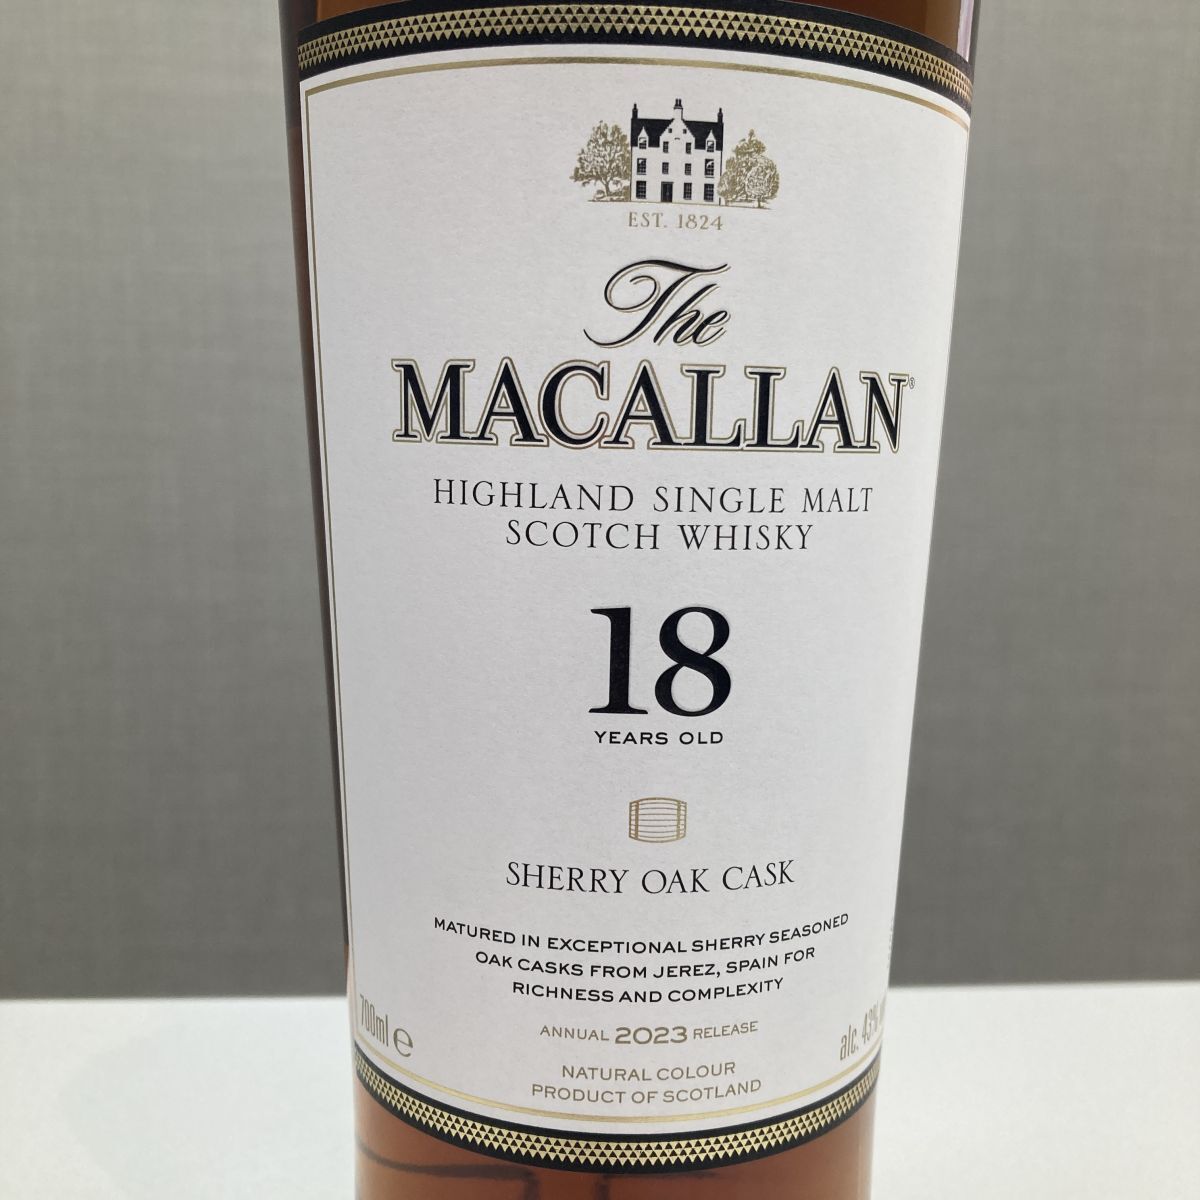 EST. 1824
The
MACALLAN®
HIGHLAND SINGLE MALT
SCOTCH WHISKY
18
YEARS OLD
SHERRY OAK CASK
MATURED IN EXCEPTIONAL SHERRY SEASONED
OAK CASKS FROM JEREZ, SPAIN FOR
RICHNESS AND COMPLEXITY
ANNUAL 2023 RELEASE
NATURAL COLOUR
PRODUCT OF SCOTLAND
700ml e
alc. 43%